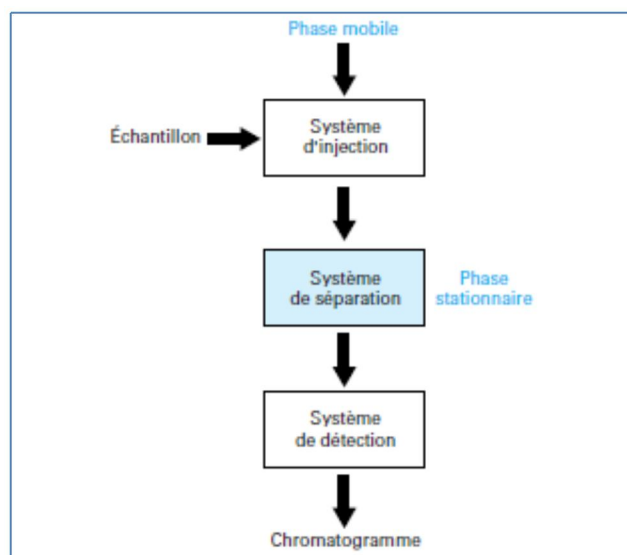 Phase mobile
Échantillon
Système
d'injection
Système
de séparation
Phase
stationnaire
Système
de détection
Chromatogramme